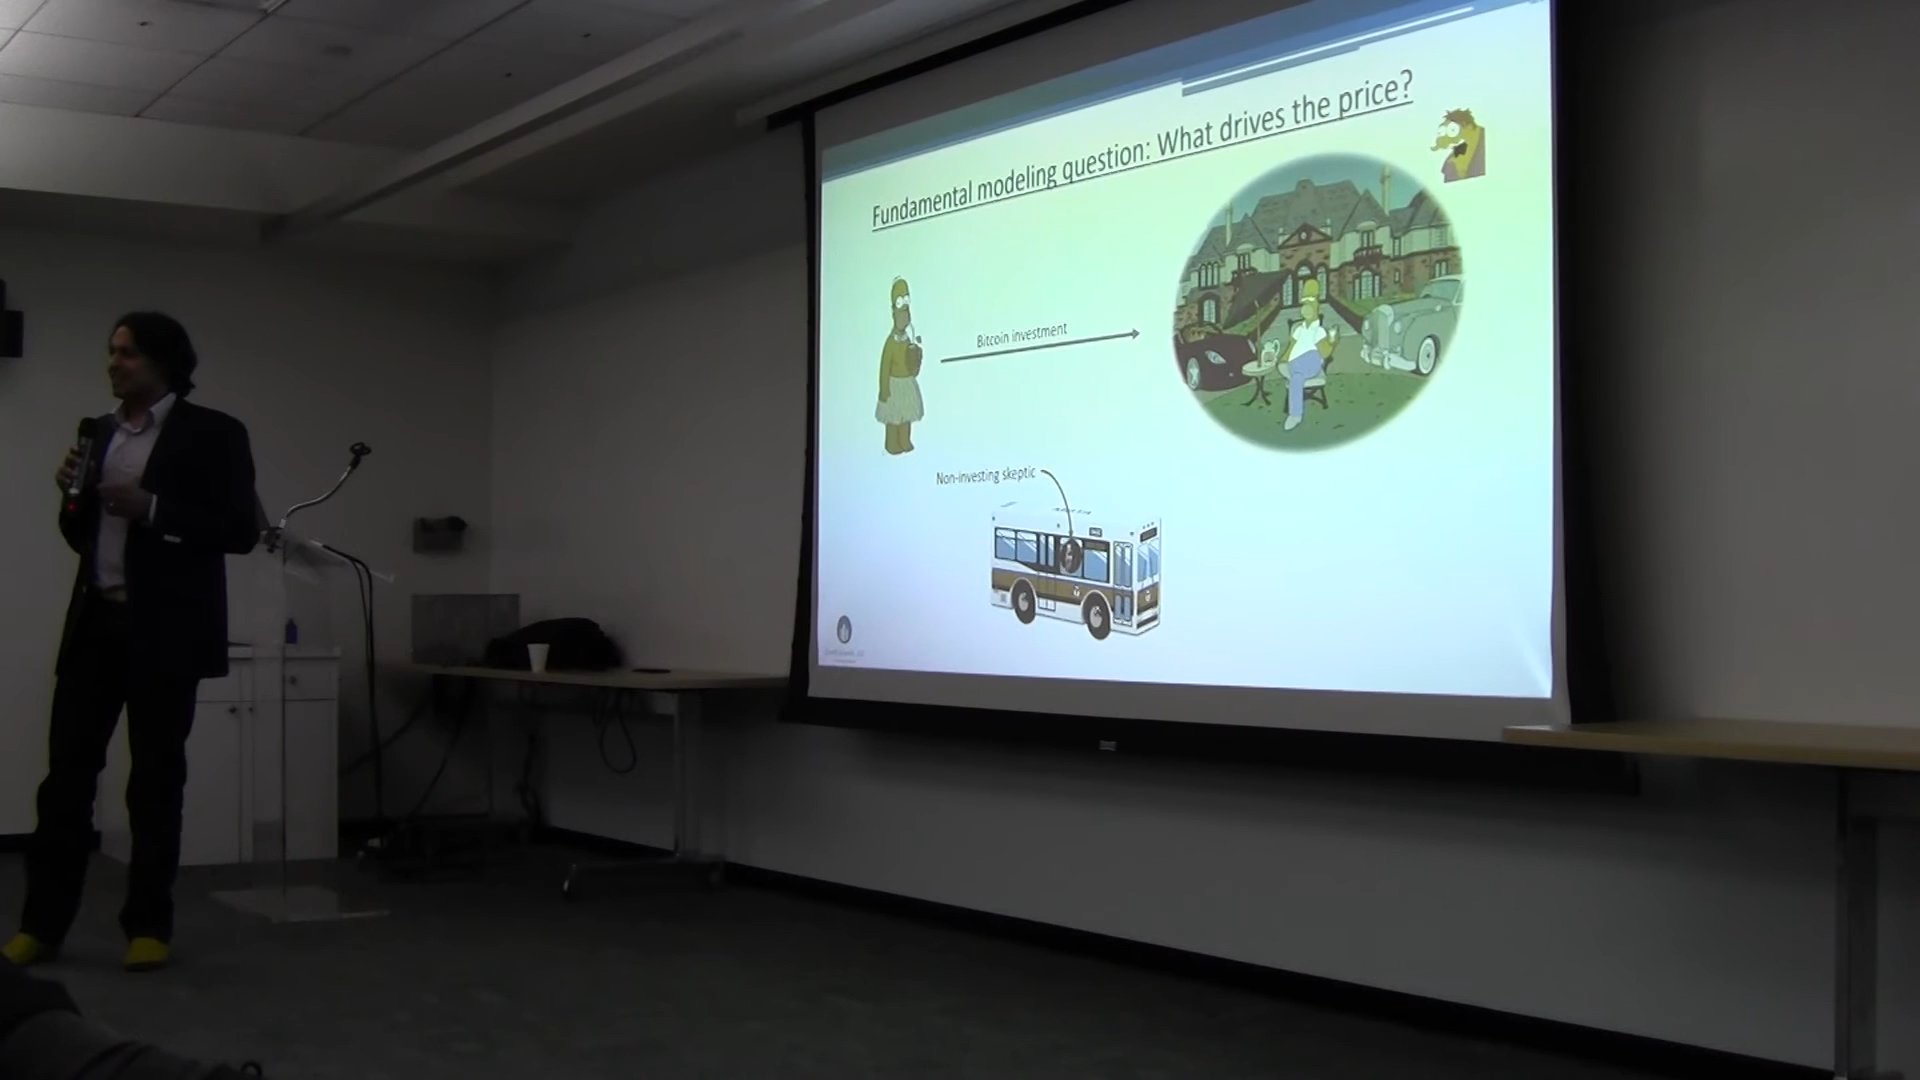 Fundamental modeling question: What drives the price?
Bitcoin investment
Non-investing skeptic